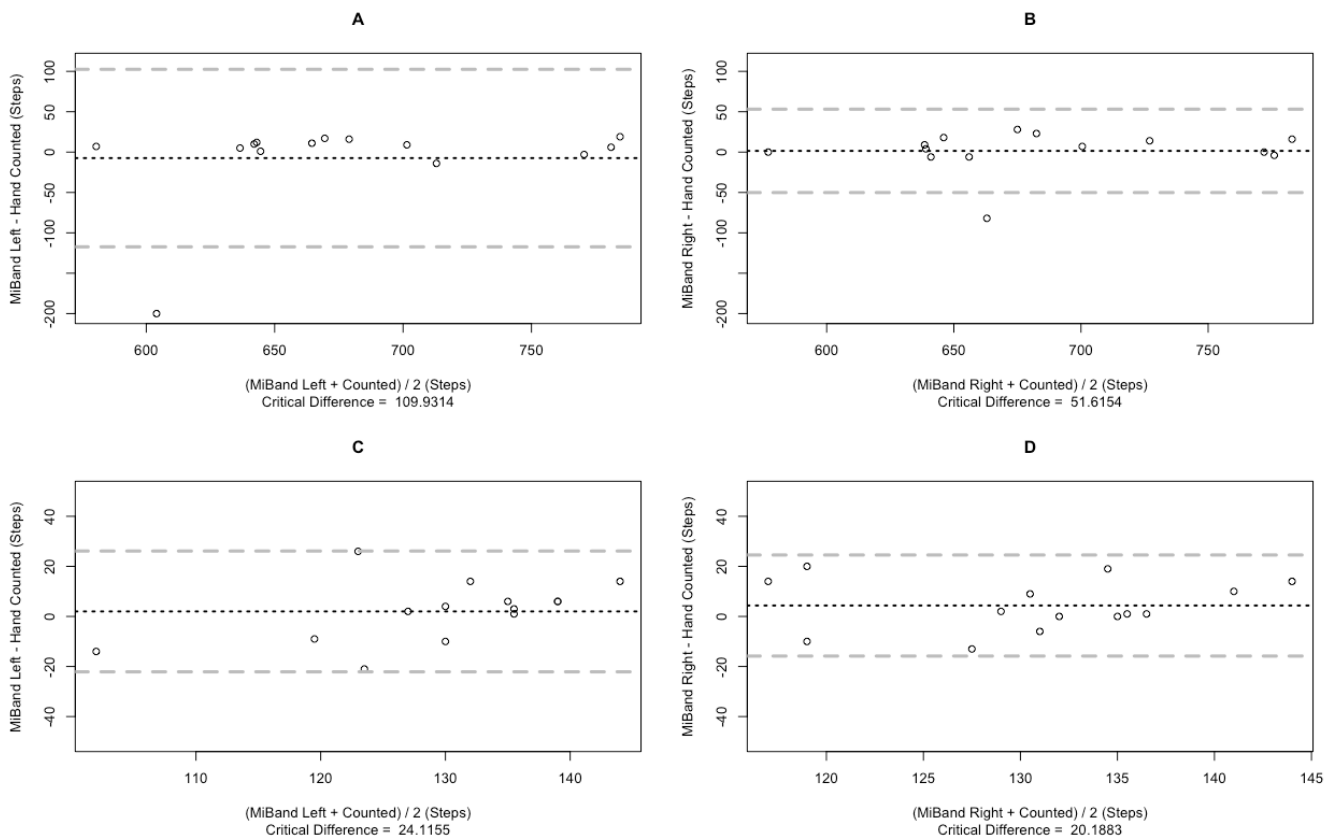 A
MiBand Left - Hand Counted (Steps)
100
50
0
-50
-100
-200
600
650
700
750
(MiBand Left + Counted) / 2 (Steps)
Critical Difference = 109.9314
B
MiBand Right - Hand Counted (Steps)
100
50
0
-50
-100
-200
600
650
700
750
(MiBand Right + Counted) / 2 (Steps)
Critical Difference = 51.6154
C
MiBand Left - Hand Counted (Steps)
40
20
0
-20
-40
110
120
130
140
(MiBand Left + Counted) / 2 (Steps)
Critical Difference = 24.1155
D
MiBand Right - Hand Counted (Steps)
40
20
0
-20
-40
120
125
130
135
140
145
(MiBand Right + Counted) / 2 (Steps)
Critical Difference = 20.1883